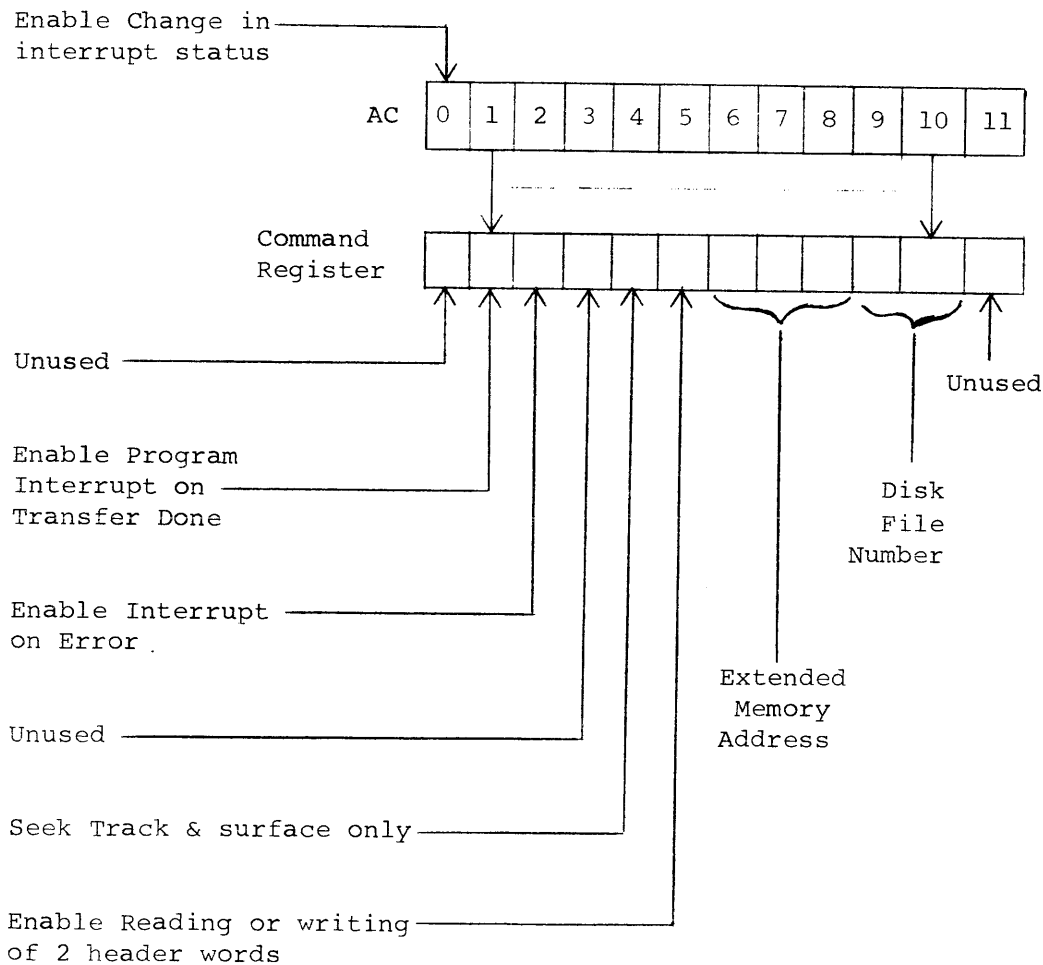 Enable Change in
interrupt status
AC 0 1 2 3 4 5 6 7 8 9 10 11
Command
Register
Unused
Unused
Enable Program
Interrupt on
Transfer Done
Disk
File
Number
Enable Interrupt
on Error
Extended
Memory
Address
Unused
Seek Track & surface only
Enable Reading or writing
of 2 header words